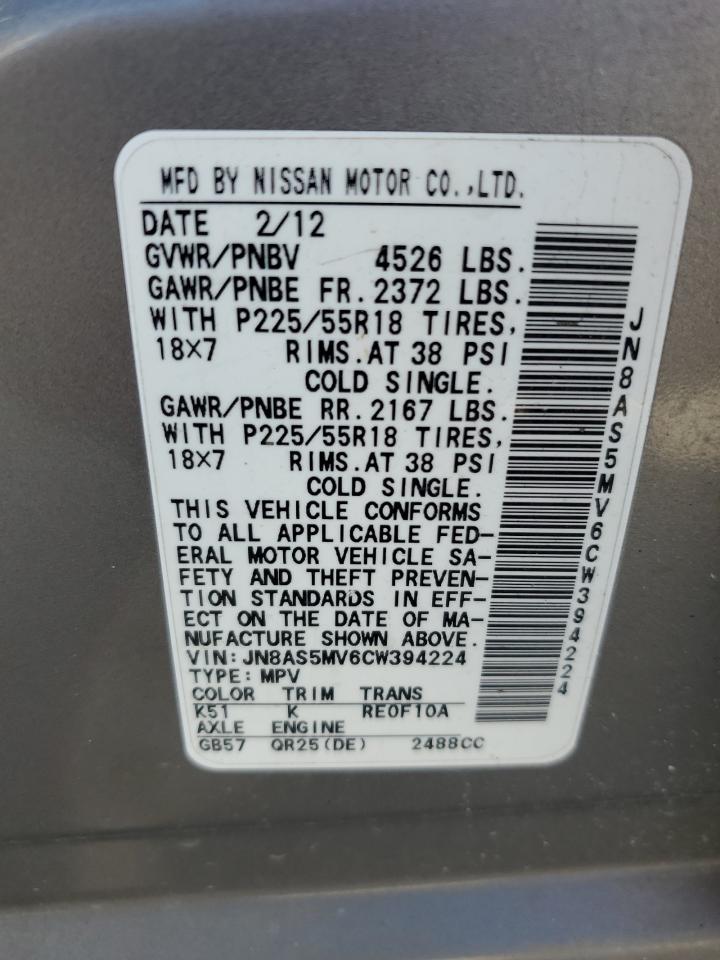 MFD BY NISSAN MOTOR CO.,LTD.
DATE 2/12
GVWR/PNBV 4526 LBS.
GAWR/PNBE FR.2372 LBS.
WITH P225/55R18 TIRES,
18X7 RIMS.AT 38 PSI
COLD SINGLE.
GAWR/PNBE RR.2167 LBS.
WITH P225/55R18 TIRES,
18X7 RIMS.AT 38 PSI
COLD SINGLE.
THIS VEHICLE CONFORMS
TO ALL APPLICABLE FED-
ERAL MOTOR VEHICLE SA-
FETY AND THEFT PREVEN-
TION STANDARDS IN EFF-
ECT ON THE DATE OF MA-
NUFACTURE SHOWN ABOVE.
VIN:JN8AS5MV6CW394224
TYPE:MPV
COLOR TRIM TRANS
K51 K RE0F10A
AXLE ENGINE
GB57 QR25(DE) 2488CC
JN8AS5MV6CW394224